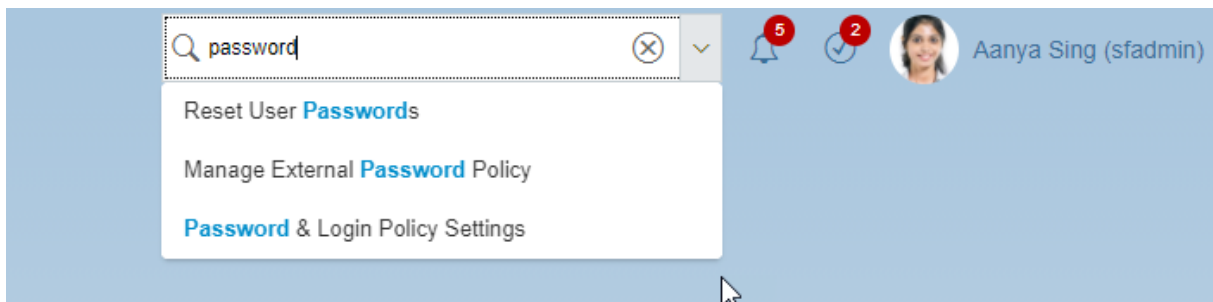 password
5
2
Aanya Sing (sfadmin)
Reset User Passwords
Manage External Password Policy
Password & Login Policy Settings